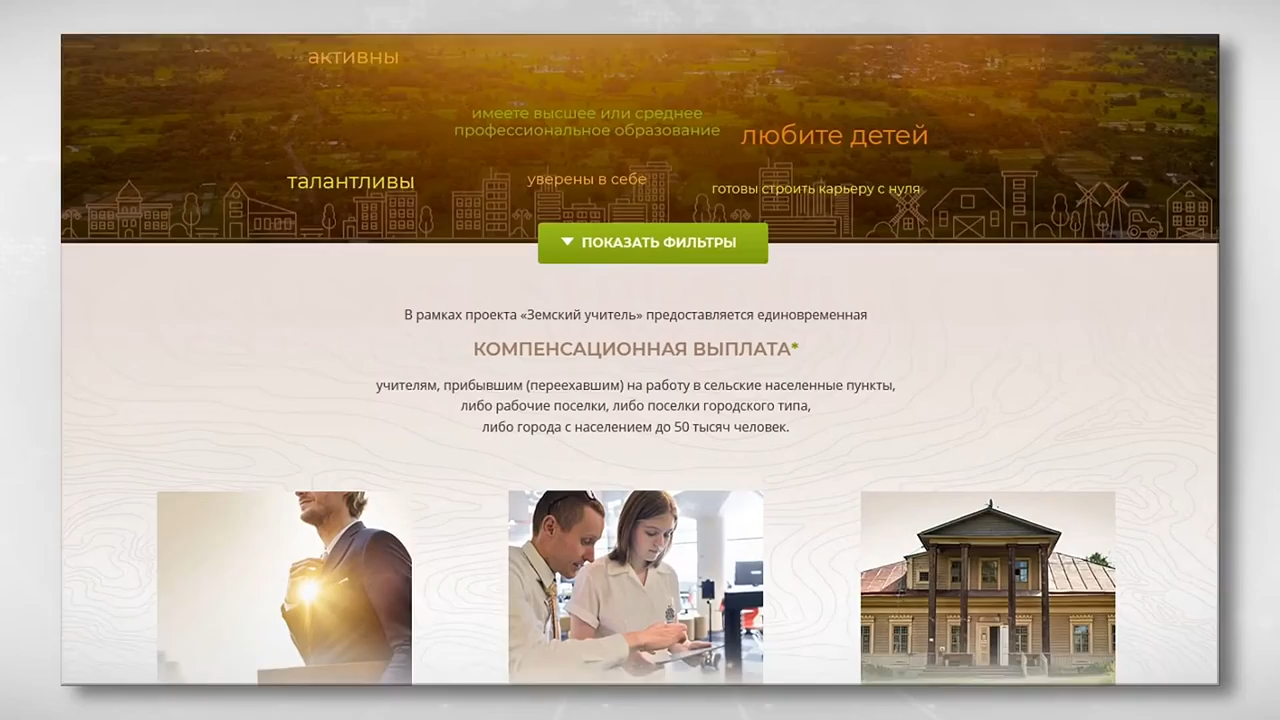 активны
имеете высшее или среднее
профессиональное образование
любите детей
талантливы
уверены в себе
готовы строить карьеру с нуля
ПОКАЗАТЬ ФИЛЬТРЫ
В рамках проекта «Земский учитель» предоставляется единовременная
КОМПЕНСАЦИОННАЯ ВЫПЛАТА*
учителям, прибывшим (переехавшим) на работу в сельские населенные пункты,
либо рабочие поселки, либо поселки городского типа,
либо города с населением до 50 тысяч человек.